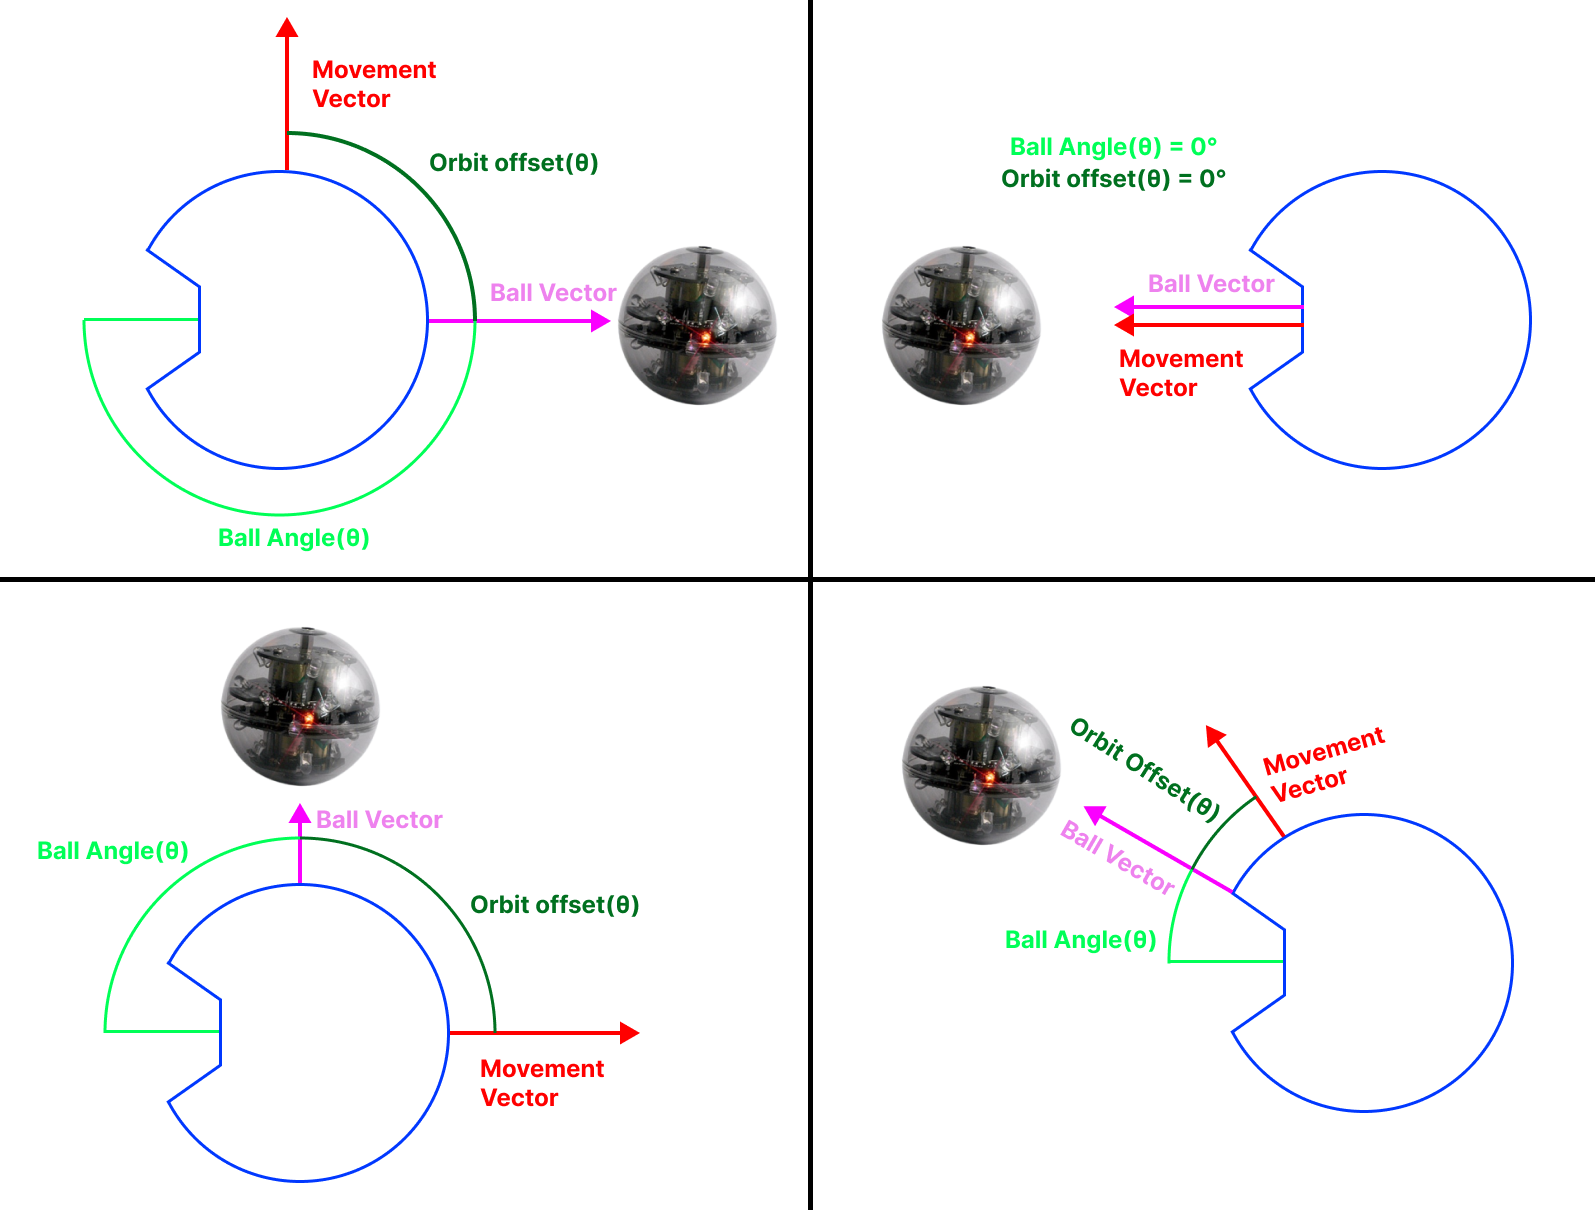 Movement
Vector
Orbit offset(θ)
Ball Vector
Ball Angle(θ)
Ball Angle(θ) = 0°
Orbit offset(θ) = 0°
Ball Vector
Movement
Vector
Ball Vector
Ball Angle(θ)
Orbit offset(θ)
Movement
Vector
Orbit Offset(θ)
Movement
Vector
Ball Vector
Ball Angle(θ)